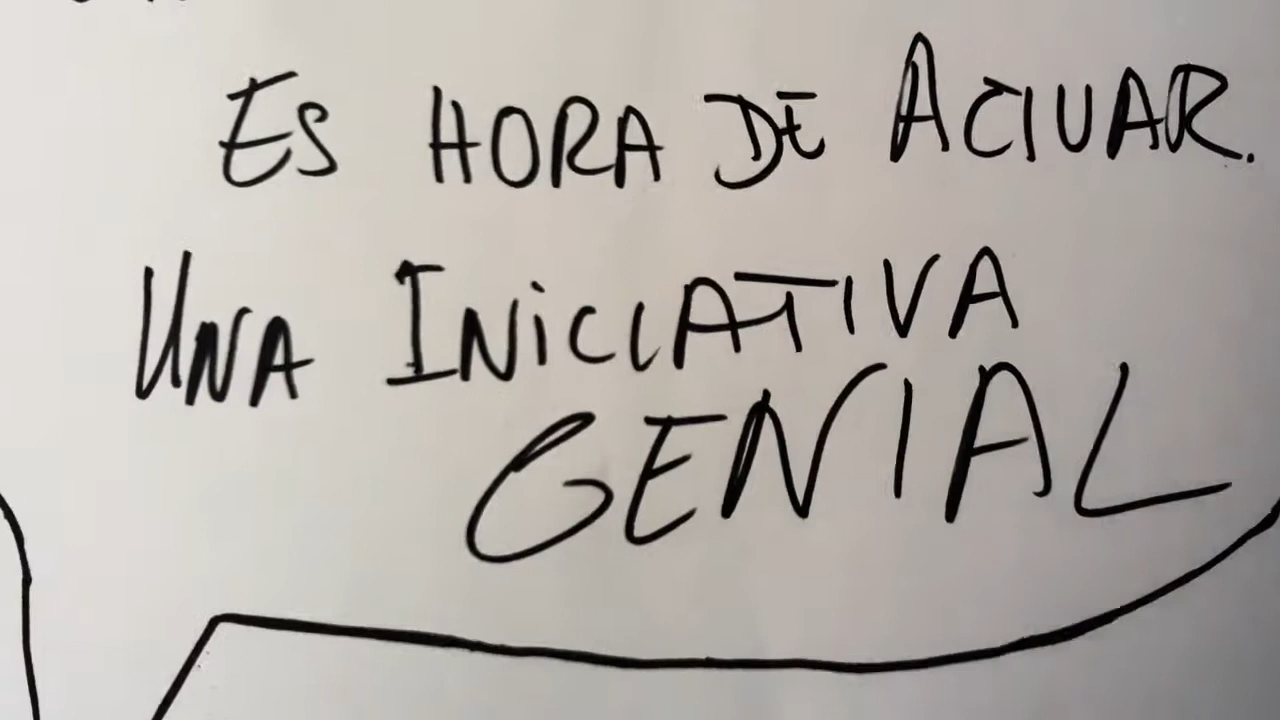 ES HORA DE ACTUAR.
UNA INICIATIVA
GENIAL